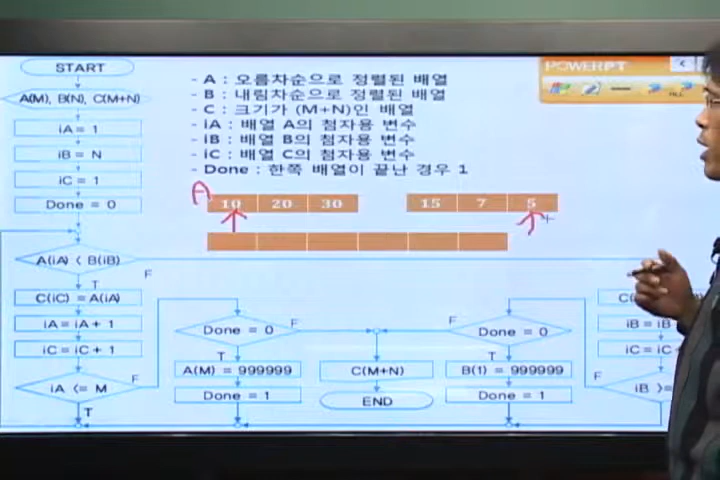 START
A(M), B(N), C(M+N)
iA = 1
iB = N
iC = 1
Done = 0
- A : 오름차순으로 정렬된 배열
- B : 내림차순으로 정렬된 배열
- C : 크기가 (M+N)인 배열
- iA : 배열 A의 첨자용 변수
- iB : 배열 B의 첨자용 변수
- iC : 배열 C의 첨자용 변수
- Done : 한쪽 배열이 끝난 경우 1
POWERPT
ALL
A
10 20 30
15 7 5
A(iA) < B(iB)
F
T
C(iC) = A(iA)
iA = iA + 1
iC = iC + 1
iA <= M
F
T
Done = 0
F
T
A(M) = 999999
Done = 1
C(M+N)
END
Done = 0
F
T
B(1) = 999999
Done = 1
iB = iB
iC = iC
F
iB >=